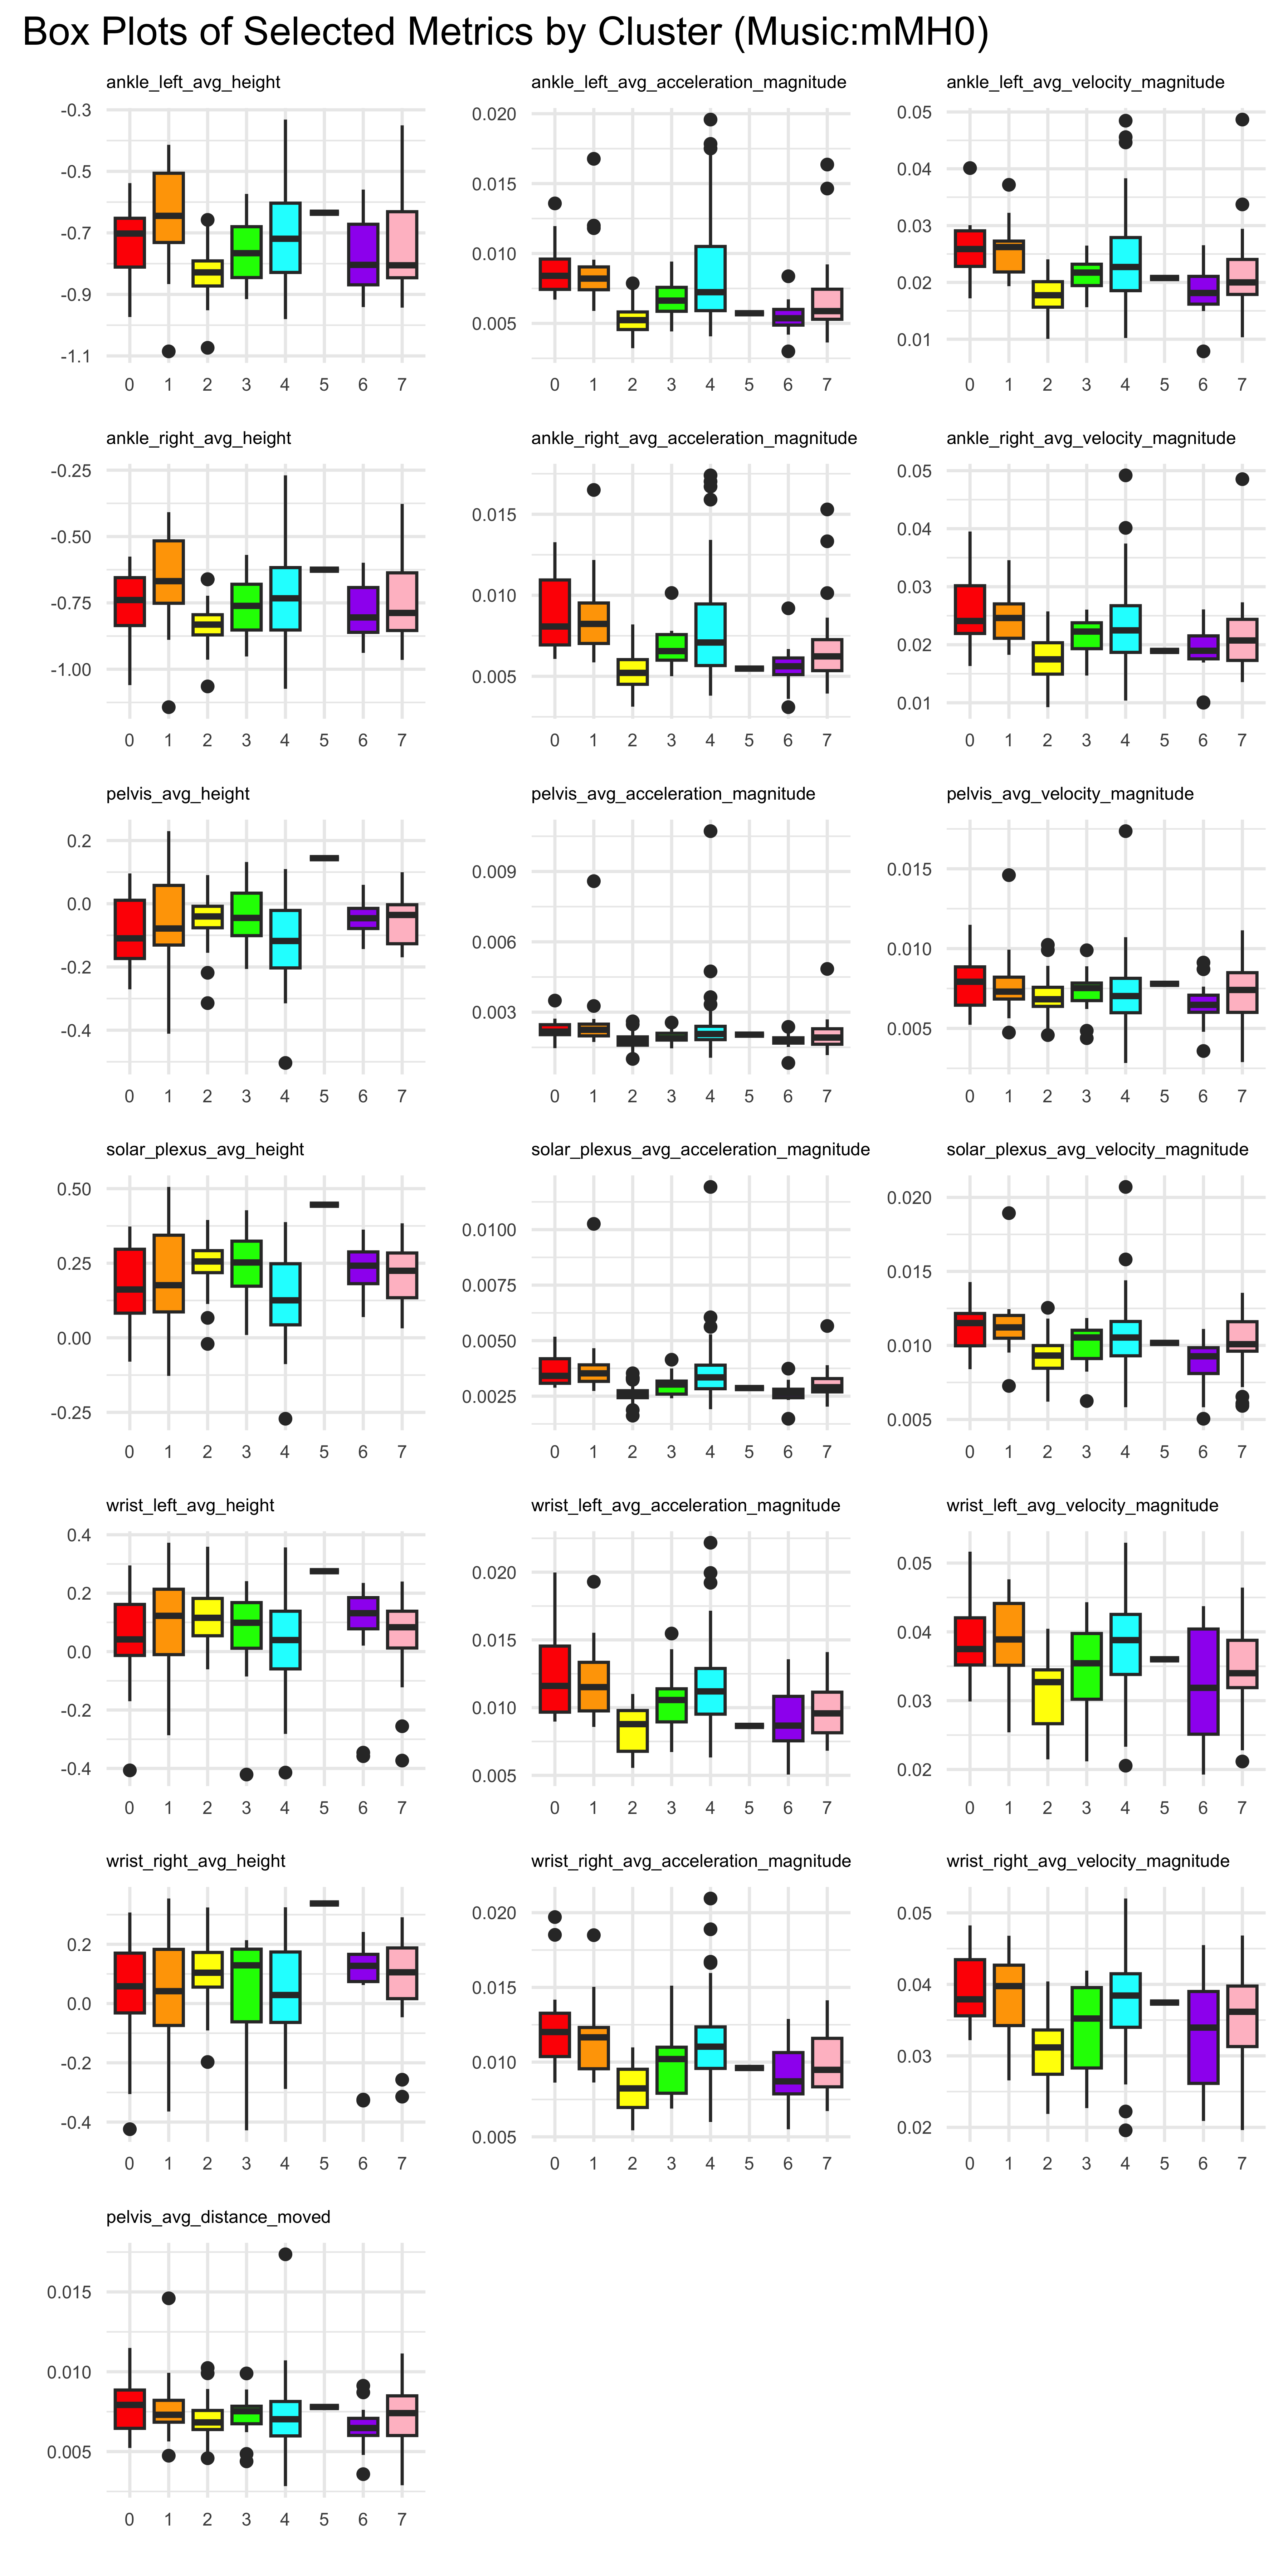 Box Plots of Selected Metrics by Cluster (Music:mMH0)
ankle_left_avg_height ankle_left_avg_acceleration_magnitude ankle_left_avg_velocity_magnitude
-0.3 0.020 0.05
-0.5 0.015 0.04
-0.7 0.010 0.03
-0.9 0.005 0.02
-1.1 0.01
0 1 2 3 4 5 6 7 0 1 2 3 4 5 6 7 0 1 2 3 4 5 6 7
ankle_right_avg_height ankle_right_avg_acceleration_magnitude ankle_right_avg_velocity_magnitude
-0.25 0.015 0.05
-0.50 0.010 0.04
-0.75 0.005 0.03
-1.00 0.02
0.01
0 1 2 3 4 5 6 7 0 1 2 3 4 5 6 7 0 1 2 3 4 5 6 7
pelvis_avg_height pelvis_avg_acceleration_magnitude pelvis_avg_velocity_magnitude
0.2 0.009 0.015
0.0 0.006 0.010
-0.2 0.003 0.005
-0.4
0 1 2 3 4 5 6 7 0 1 2 3 4 5 6 7 0 1 2 3 4 5 6 7
solar_plexus_avg_height solar_plexus_avg_acceleration_magnitude solar_plexus_avg_velocity_magnitude
0.50 0.0100 0.020
0.25 0.0075 0.015
0.00 0.0050 0.010
-0.25 0.0025 0.005
0 1 2 3 4 5 6 7 0 1 2 3 4 5 6 7 0 1 2 3 4 5 6 7
wrist_left_avg_height wrist_left_avg_acceleration_magnitude wrist_left_avg_velocity_magnitude
0.4 0.020 0.05
0.2 0.015 0.04
0.0 0.010 0.03
-0.2 0.005 0.02
-0.4
0 1 2 3 4 5 6 7 0 1 2 3 4 5 6 7 0 1 2 3 4 5 6 7
wrist_right_avg_height wrist_right_avg_acceleration_magnitude wrist_right_avg_velocity_magnitude
0.2 0.020 0.05
0.0 0.015 0.04
-0.2 0.010 0.03
-0.4 0.005 0.02
0 1 2 3 4 5 6 7 0 1 2 3 4 5 6 7 0 1 2 3 4 5 6 7
pelvis_avg_distance_moved
0.015
0.010
0.005
0 1 2 3 4 5 6 7